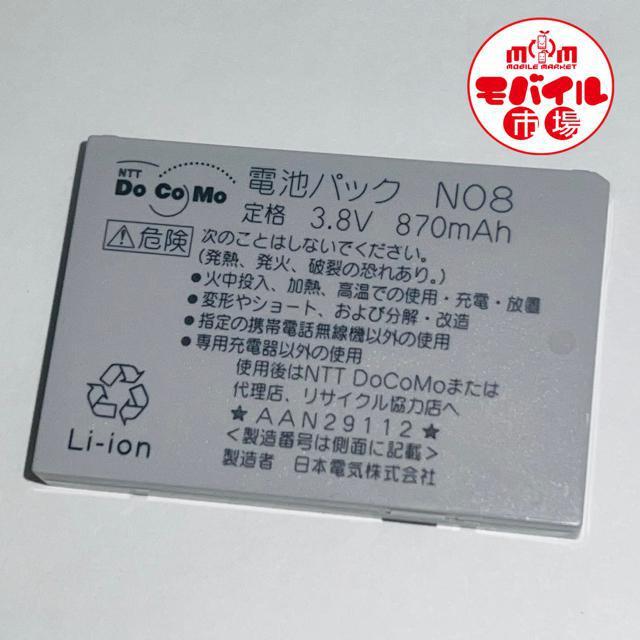 mm
MOBILE MARKET
モバイル
市場
NTT
DoCoMo
電池パック N08
定格 3.8V 870mAh
⚠危険 次のことはしないでください。
(発熱、発火、破裂の恐れあり。)
●火中投入、加熱、高温での使用・充電・放置
●変形やショート、および分解・改造
●指定の携帯電話無線機以外の使用
●専用充電器以外の使用
使用後はNTT DoCoMoまたは
代理店、リサイクル協力店へ
★AAN29112★
<製造番号は側面に記載>
製造者 日本電気株式会社
Li-ion